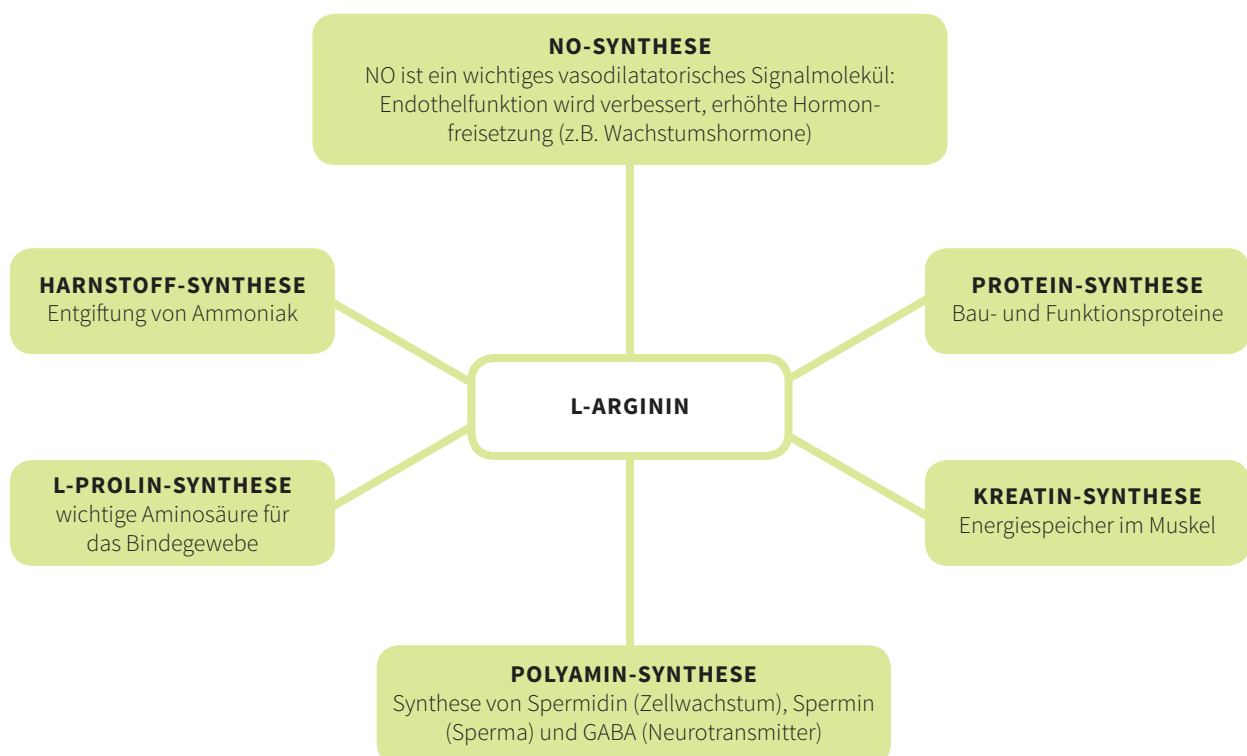 NO-SYNTHESE
NO ist ein wichtiges vasodilatatorisches Signalmolekül:
Endothelfunktion wird verbessert, erhöhte Hormon-
freisetzung (z.B. Wachstumshormone)
HARNSTOFF-SYNTHESE
Entgiftung von Ammoniak
PROTEIN-SYNTHESE
Bau- und Funktionsproteine
L-ARGININ
L-PROLIN-SYNTHESE
wichtige Aminosäure für
das Bindegewebe
KREATIN-SYNTHESE
Energiespeicher im Muskel
POLYAMIN-SYNTHESE
Synthese von Spermidin (Zellwachstum), Spermin
(Sperma) und GABA (Neurotransmitter)